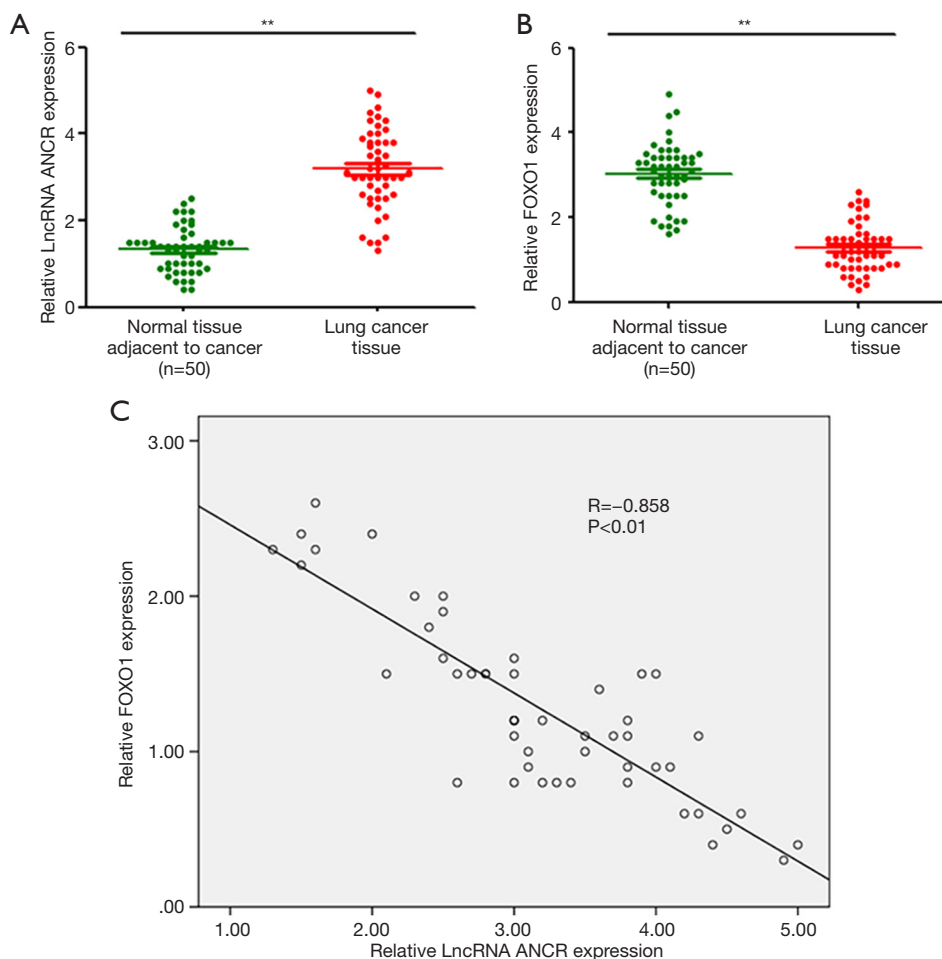 A
**
Relative LncRNA ANCR expression
6
4
2
0
Normal tissue
adjacent to cancer
(n=50)
Lung cancer
tissue
B
**
Relative FOXO1 expression
6
4
2
0
Normal tissue
adjacent to cancer
(n=50)
Lung cancer
tissue
C
Relative FOXO1 expression
3.00
2.00
1.00
.00
R=−0.858
P<0.01
1.00 2.00 3.00 4.00 5.00
Relative LncRNA ANCR expression